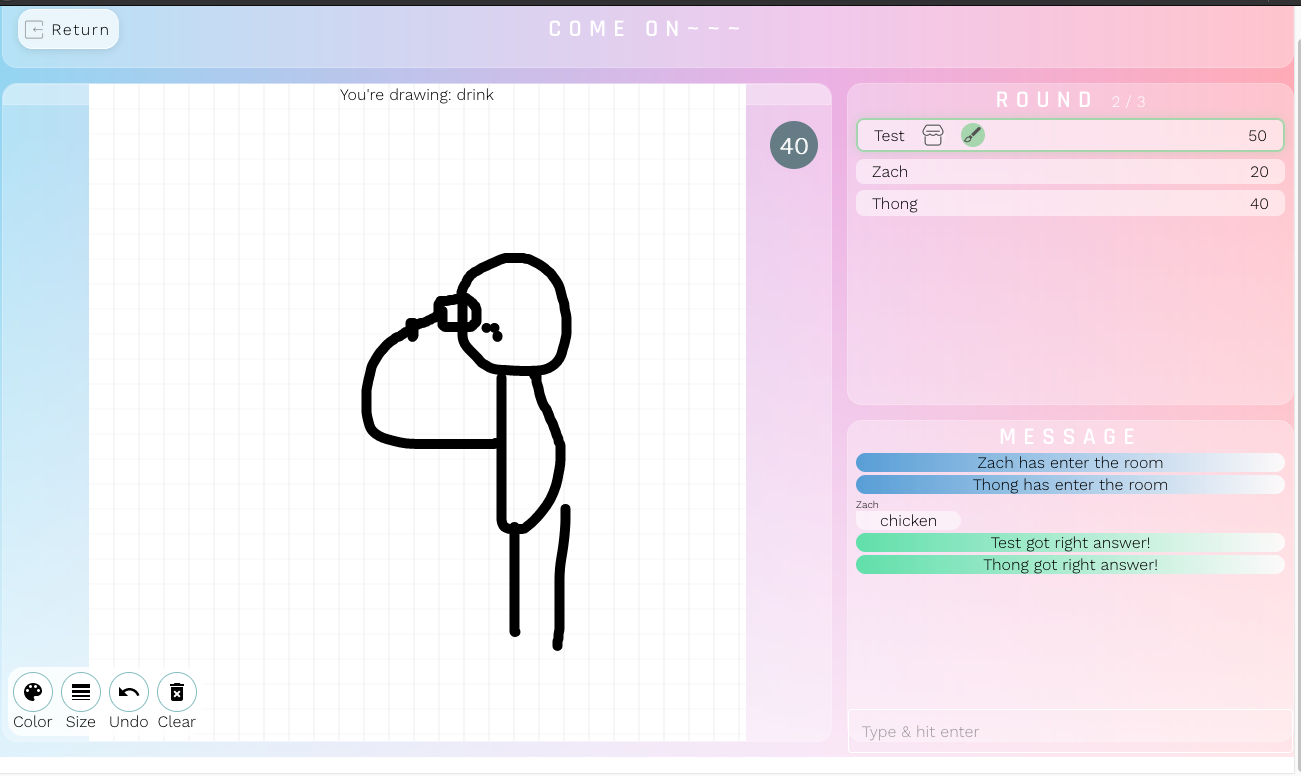 Return
COME ON~~~
You're drawing: drink
40
Color
Size
Undo
Clear
ROUND 2 / 3
Test 50
Zach 20
Thong 40
MESSAGE
Zach has enter the room
Thong has enter the room
Zach
chicken
Test got right answer!
Thong got right answer!
Type & hit enter